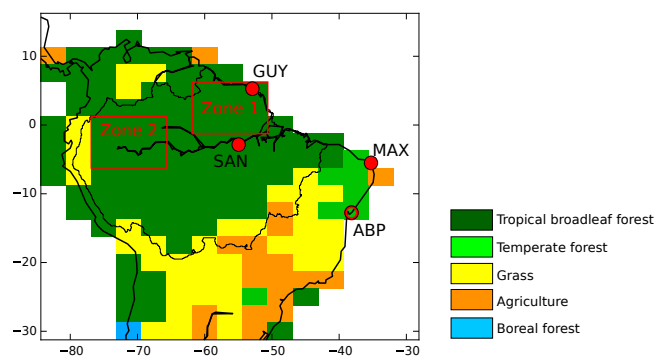 10
0
−10
−20
−30
−80
−70
−60
−50
−40
−30
GUY
Zone 1
Zone 2
SAN
MAX
ABP
Tropical broadleaf forest
Temperate forest
Grass
Agriculture
Boreal forest